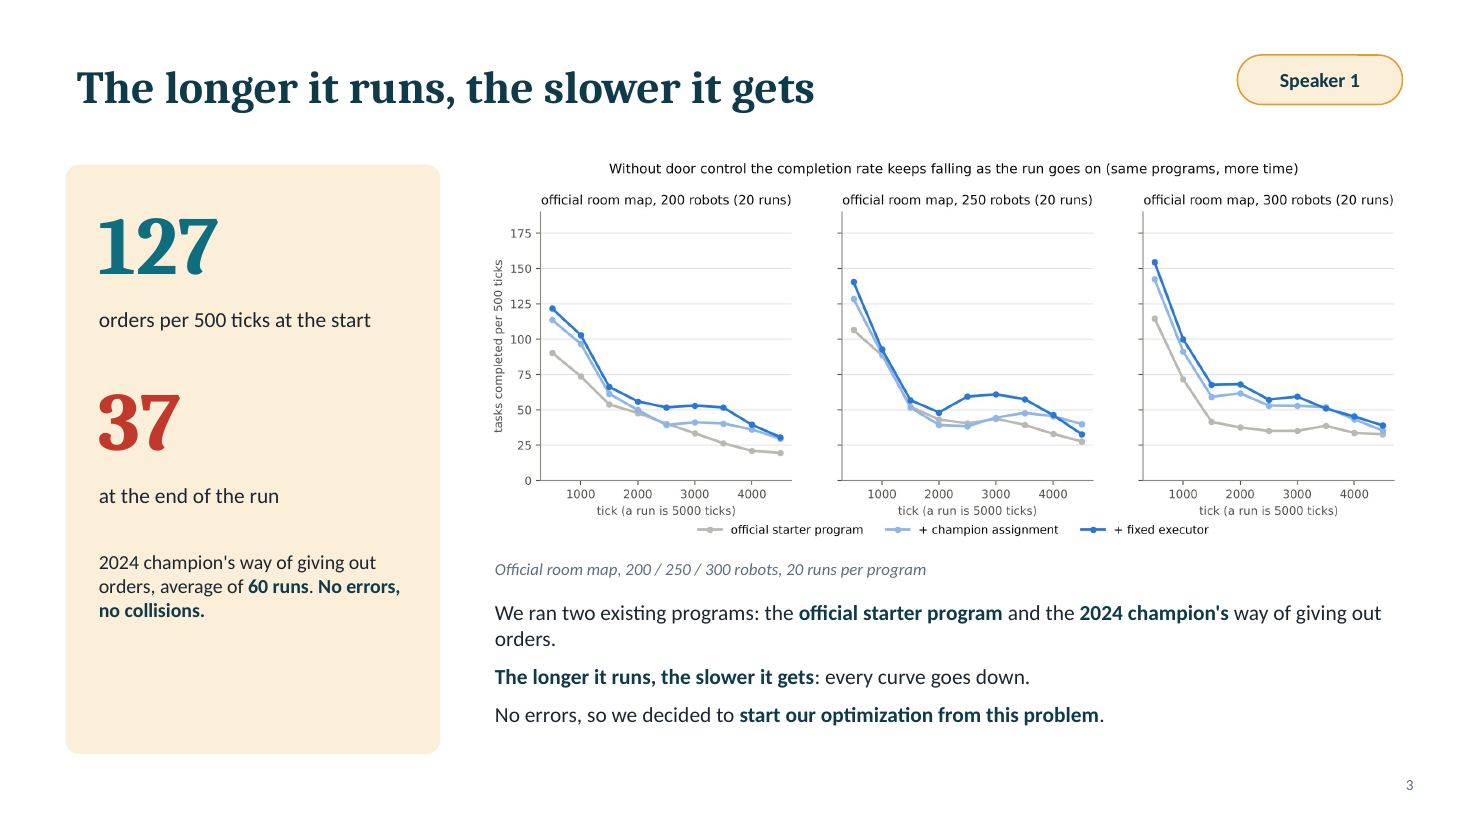 The longer it runs, the slower it gets
Speaker 1
127
orders per 500 ticks at the start
37
at the end of the run
2024 champion's way of giving out
orders, average of 60 runs. No errors,
no collisions.
Without door control the completion rate keeps falling as the run goes on (same programs, more time)
official room map, 200 robots (20 runs)
official room map, 250 robots (20 runs)
official room map, 300 robots (20 runs)
tasks completed per 500 ticks
175
150
125
100
75
50
25
0
1000 2000 3000 4000
1000 2000 3000 4000
1000 2000 3000 4000
tick (a run is 5000 ticks)
tick (a run is 5000 ticks)
tick (a run is 5000 ticks)
official starter program
+ champion assignment
+ fixed executor
Official room map, 200 / 250 / 300 robots, 20 runs per program
We ran two existing programs: the official starter program and the 2024 champion's way of giving out
orders.
The longer it runs, the slower it gets: every curve goes down.
No errors, so we decided to start our optimization from this problem.
3